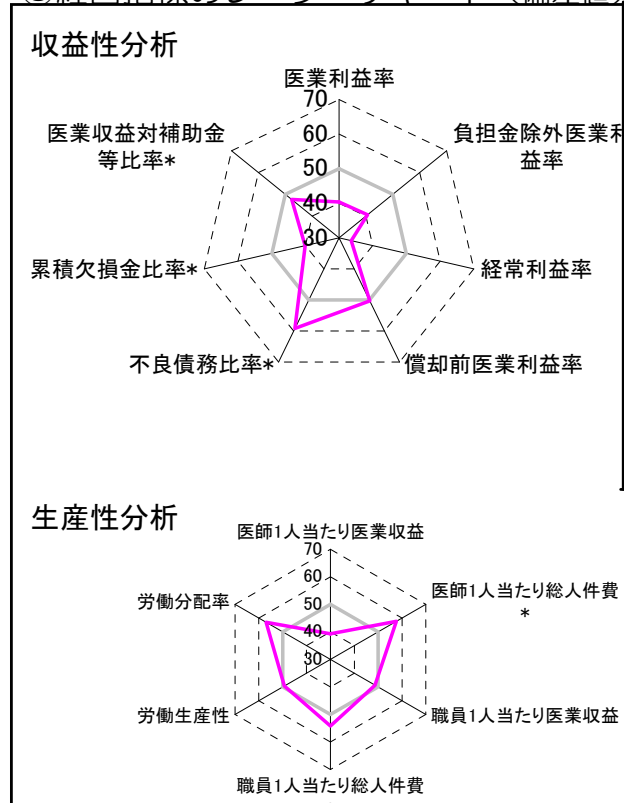 収益性分析
医業利益率
70
60
50
40
30
負担金除外医業利
益率
経常利益率
償却前医業利益率
不良債務比率*
累積欠損金比率*
医業収益対補助金
等比率*
生産性分析
医師1人当たり医業収益
70
60
50
40
30
医師1人当たり総人件費
*
職員1人当たり医業収益
職員1人当たり総人件費
労働生産性
労働分配率